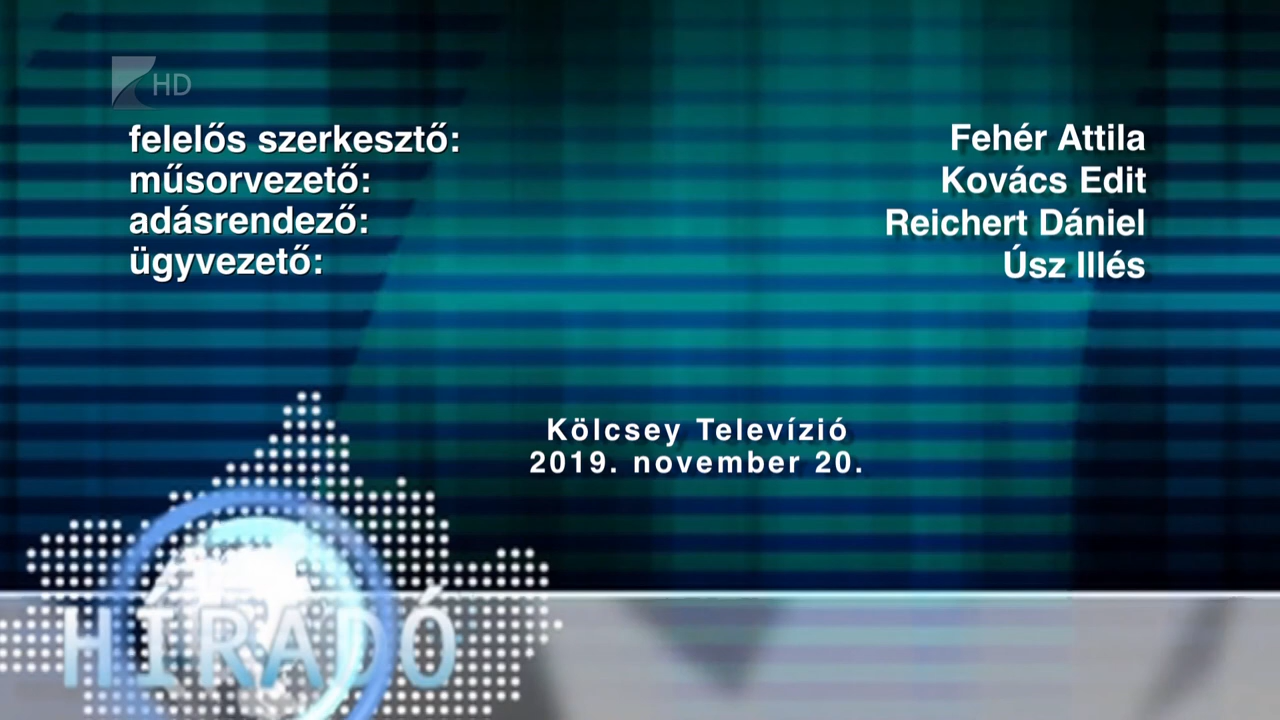 HD
felelős szerkesztő: Fehér Attila
műsorvezető: Kovács Edit
adásrendező: Reichert Dániel
ügyvezető: Úsz Illés
Kölcsey Televízió
2019. november 20.
HÍRADÓ